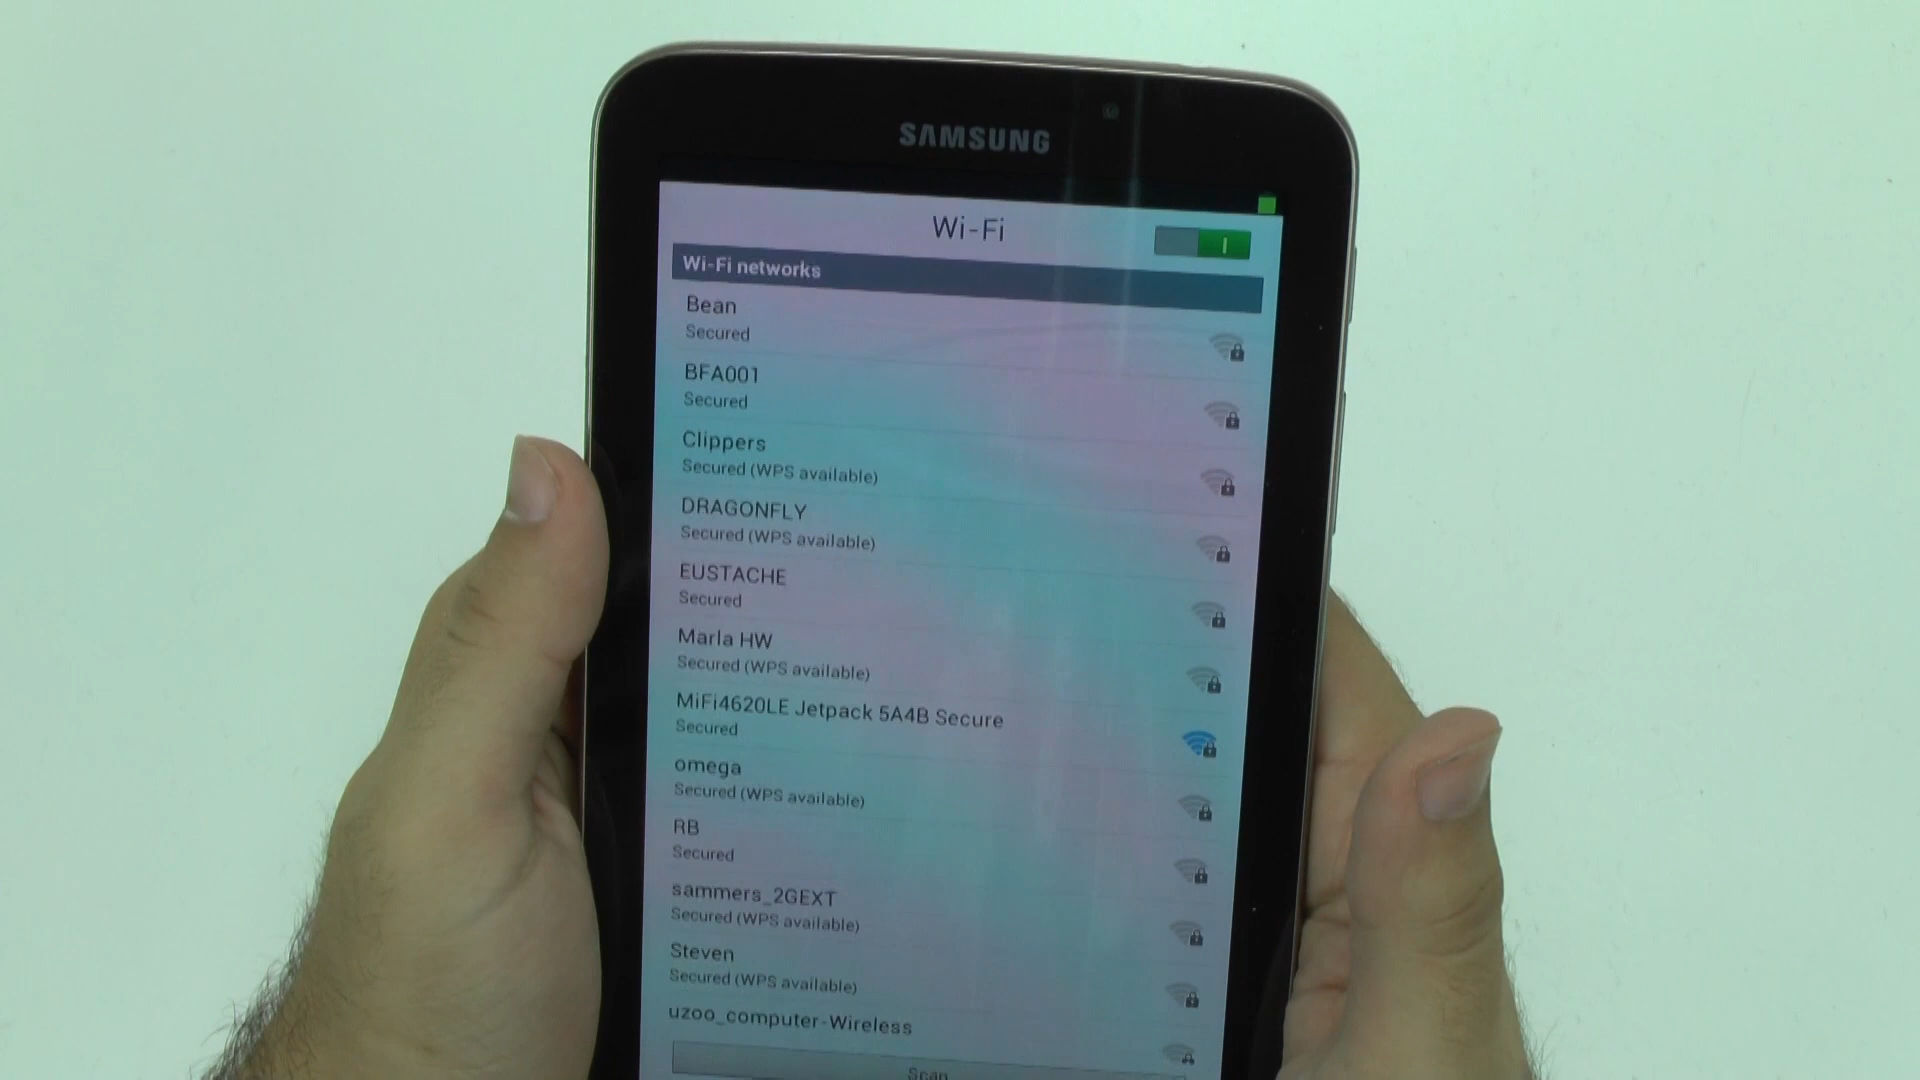 SAMSUNG
Wi-Fi
Wi-Fi networks
Bean
Secured
BFA001
Secured
Clippers
Secured (WPS available)
DRAGONFLY
Secured (WPS available)
EUSTACHE
Secured
Marla HW
Secured (WPS available)
MiFi4620LE Jetpack 5A4B Secure
Secured
omega
Secured (WPS available)
RB
Secured
sammers_2GEXT
Secured (WPS available)
Steven
Secured (WPS available)
uzoo_computer-Wireless
Scan